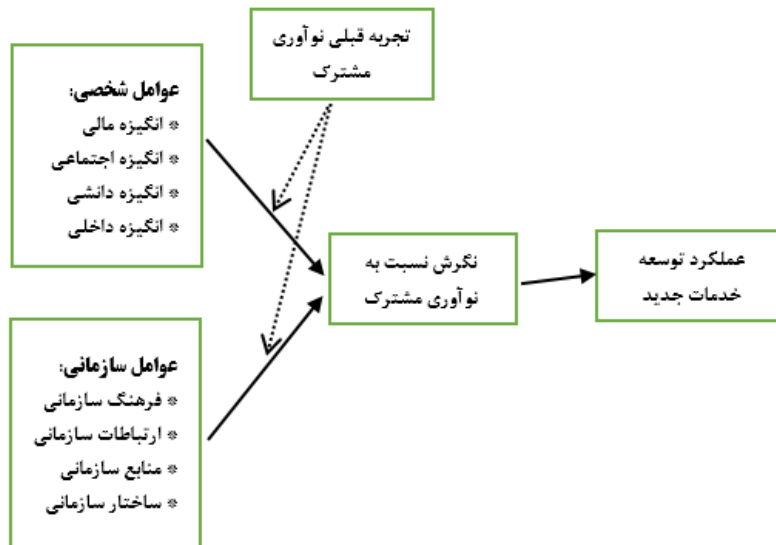 تجربه قبلی نوآوری
مشترک
عوامل شخصی:
* انگیزه مالی
* انگیزه اجتماعی
* انگیزه دانشی
* انگیزه داخلی
نگرش نسبت به
نوآوری مشترک
عملکرد توسعه
خدمات جدید
عوامل سازمانی:
* فرهنگ سازمانی
* ارتباطات سازمانی
* منابع سازمانی
* ساختار سازمانی